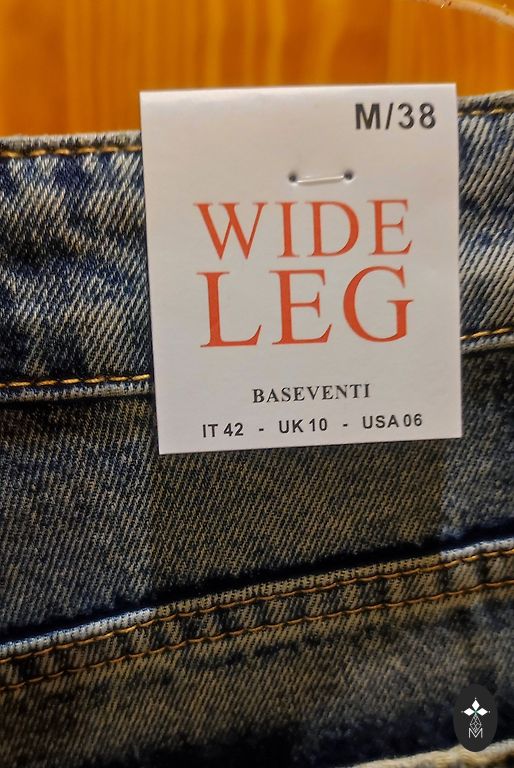 M/38
WIDE
LEG
BASEVENTI
IT 42 - UK 10 - USA 06
M